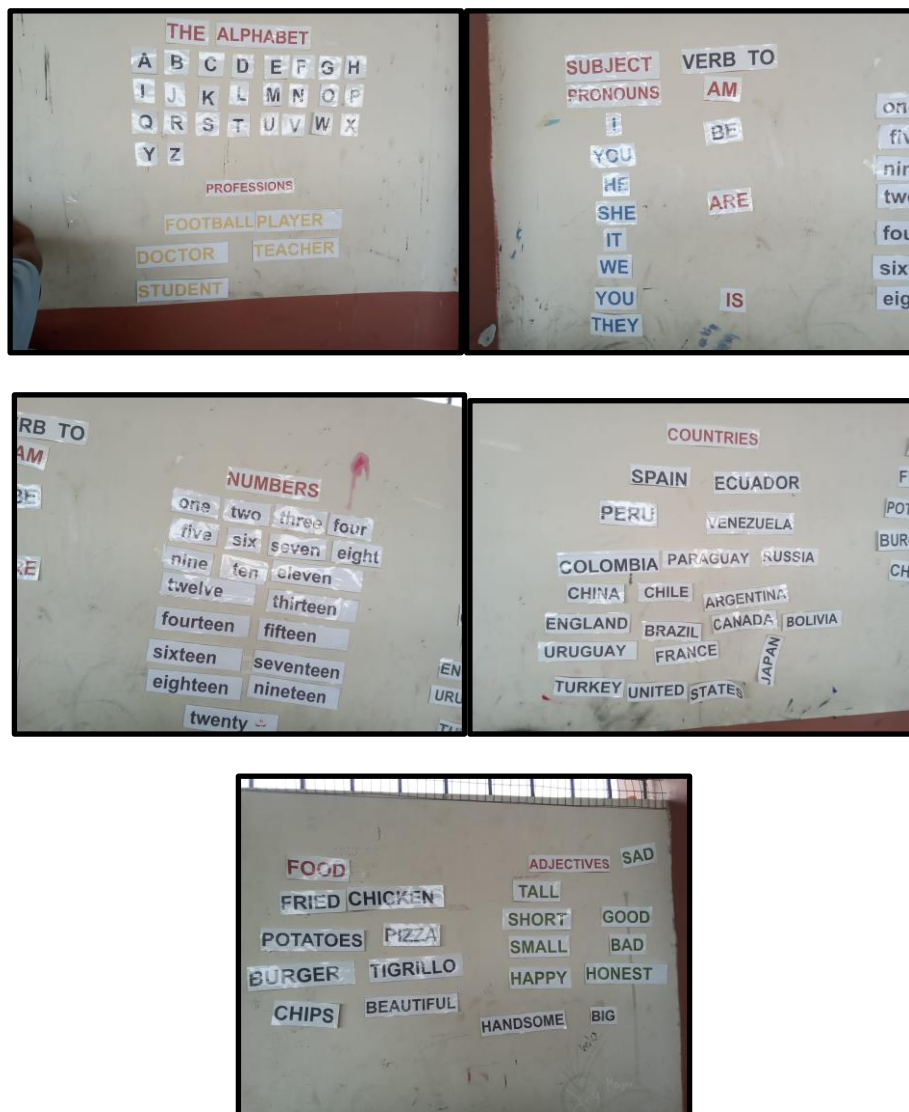 THE ALPHABET
A B C D E F G H
I J K L M N O P
Q R S T U V W X
Y Z
PROFESSIONS
FOOTBALL PLAYER
DOCTOR TEACHER
STUDENT
SUBJECT PRONOUNS
I
YOU
HE
SHE
IT
WE
YOU
THEY
VERB TO
AM
BE
ARE
IS
NUMBERS
one two three four
five six seven eight
nine ten eleven
twelve thirteen
fourteen fifteen
sixteen seventeen
eighteen nineteen
twenty
COUNTRIES
SPAIN ECUADOR
PERU VENEZUELA
COLOMBIA PARAGUAY RUSSIA
CHINA CHILE ARGENTINA
ENGLAND BRAZIL CANADA BOLIVIA
URUGUAY FRANCE JAPAN
TURKEY UNITED STATES
FOOD
FRIED CHICKEN
POTATOES PIZZA
BURGER TIGRILLO
CHIPS BEAUTIFUL
ADJECTIVES SAD
TALL
SHORT GOOD
SMALL BAD
HAPPY HONEST
HANDSOME BIG